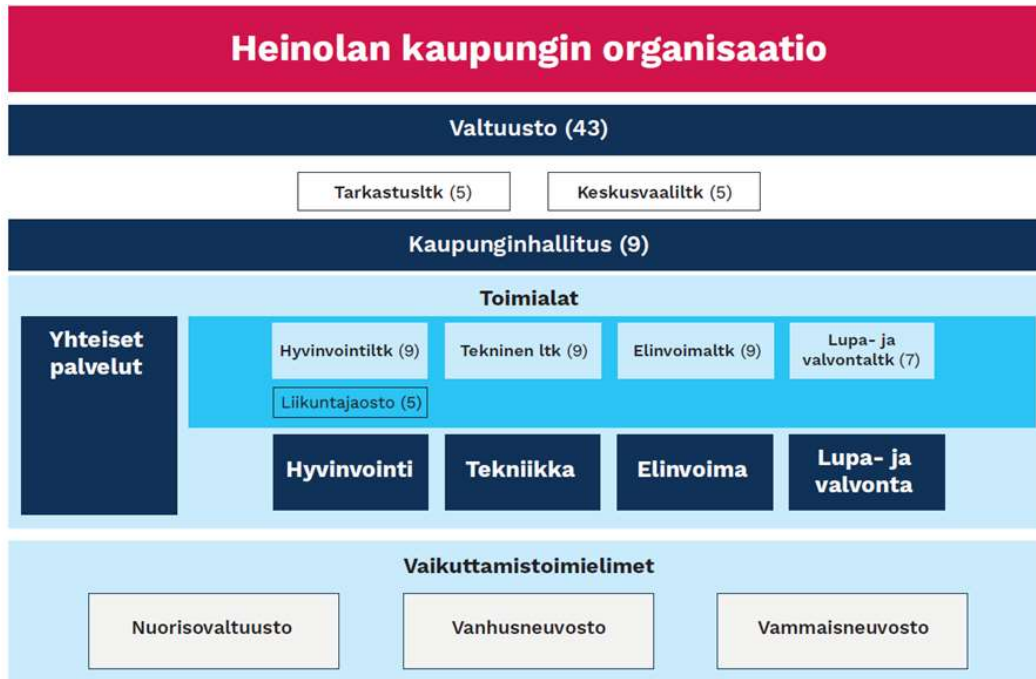 Heinolan kaupungin organisaatio
Valtuusto (43)
Tarkastusltk (5)
Keskusvaaliltk (5)
Kaupunginhallitus (9)
Toimialat
Yhteiset
palvelut
Hyvinvointiltk (9)
Tekninen ltk (9)
Elinvoimaltk (9)
Lupa- ja
valvontaltk (7)
Liikuntajaosto (5)
Hyvinvointi
Tekniikka
Elinvoima
Lupa- ja
valvonta
Vaikuttamistoimielimet
Nuorisovaltuusto
Vanhusneuvosto
Vammaisneuvosto